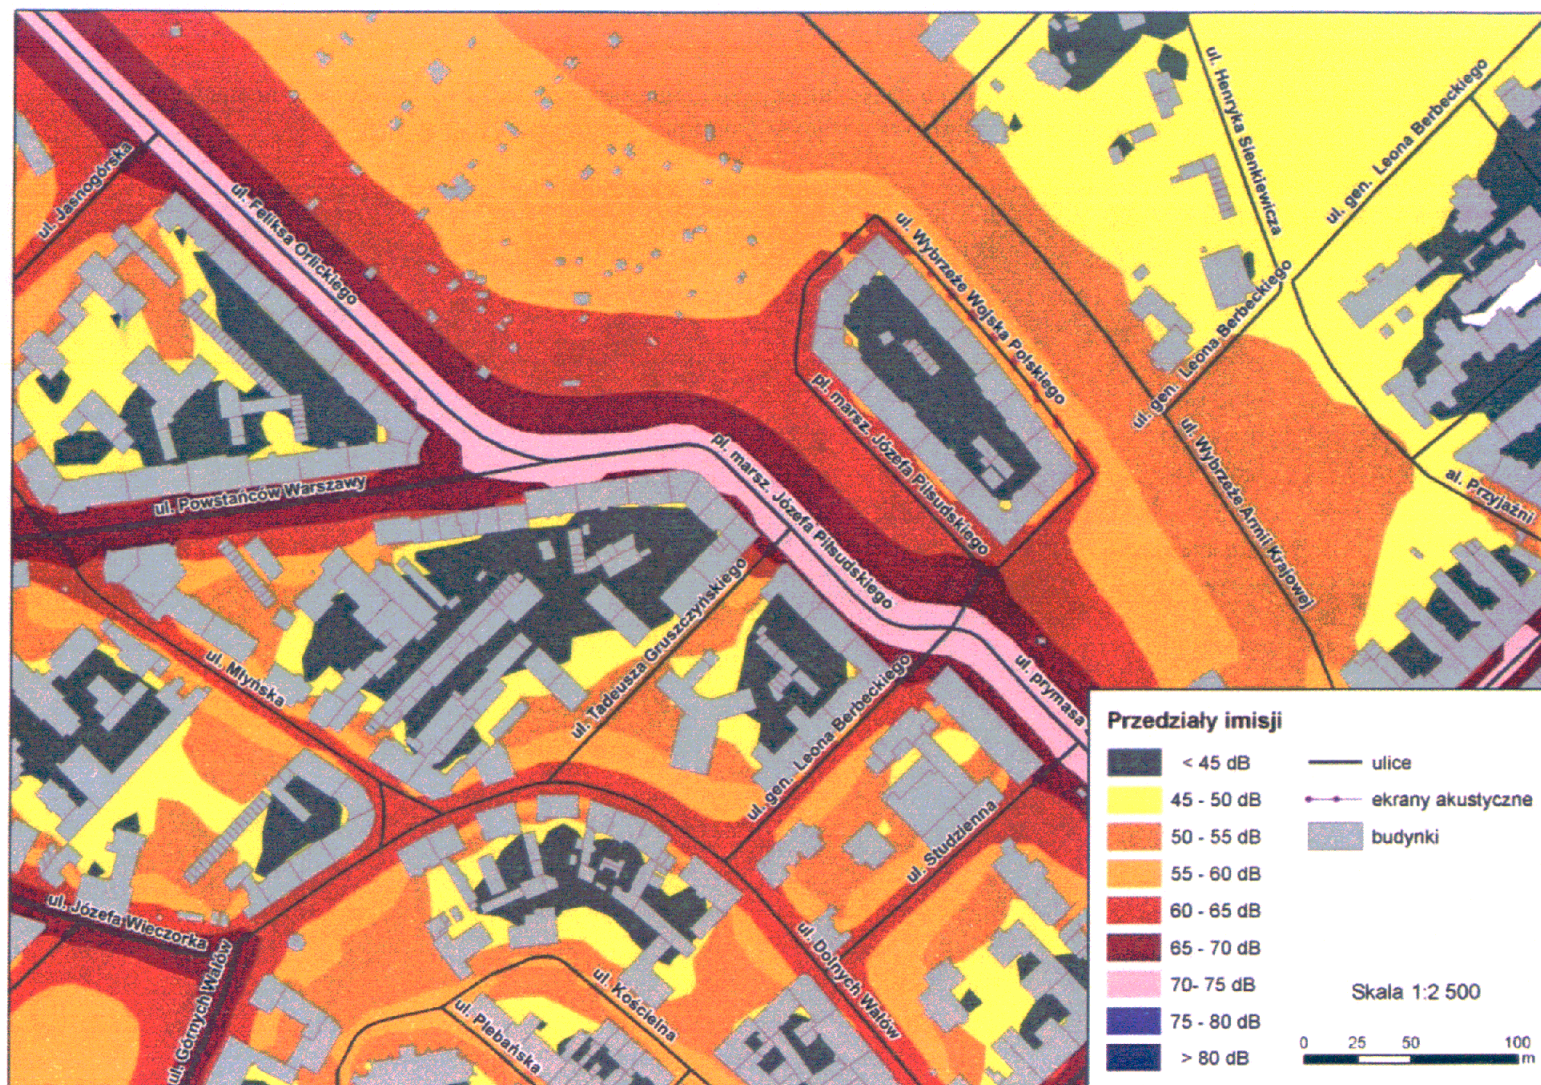 ul. Henryka Sienkiewicza
ul. gen. Leona Berbeckiego
ul. Jasnogórska
ul. Feliksa Orlickiego
ul. Wybrzeże Wojska Polskiego
ul. gen. Leona Berbeckiego
pl. marsz. Józefa Piłsudskiego
ul. Wybrzeże Armii Krajowej
al. Przyjaźni
ul. Powstańców Warszawy
pl. marsz. Józefa Piłsudskiego
ul. Tadeusza Gruszczyńskiego
ul. Młyńska
ul. gen. Leona Berbeckiego
ul. prymasa
ul. Studzienna
ul. Józefa Wieczorka
ul. Górnych Wałów
ul. Dolnych Wałów
ul. Kościelna
ul. Plebańska
Przedziały imisji
< 45 dB
45 - 50 dB
50 - 55 dB
55 - 60 dB
60 - 65 dB
65 - 70 dB
70- 75 dB
75 - 80 dB
> 80 dB
ulice
ekrany akustyczne
budynki
Skala 1:2 500
0 25 50 100
m